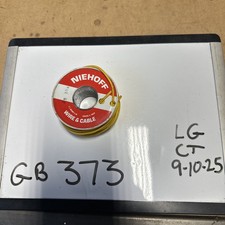 NIEHOFF
WIRE & CABLE
GB 373
LG
CT
9-10-25